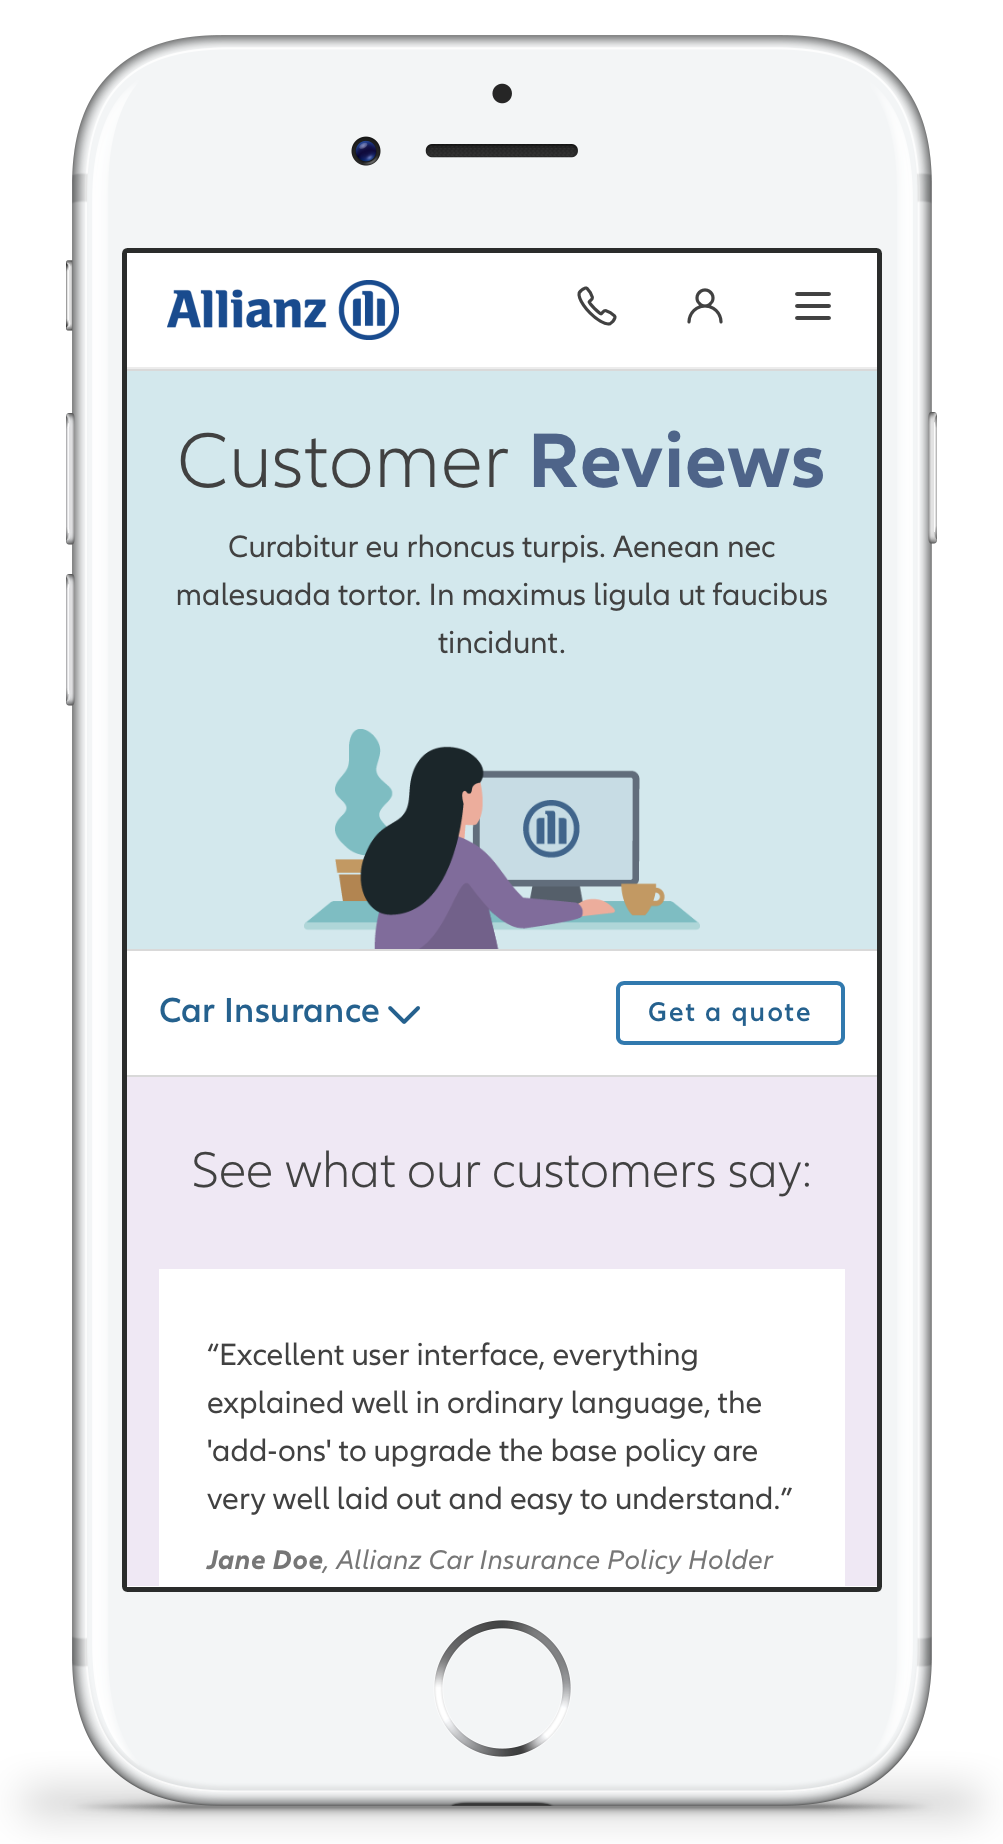 Allianz
Customer Reviews
Curabitur eu rhoncus turpis. Aenean nec
malesuada tortor. In maximus ligula ut faucibus
tincidunt.
Car Insurance
Get a quote
See what our customers say:
“Excellent user interface, everything
explained well in ordinary language, the
'add-ons' to upgrade the base policy are
very well laid out and easy to understand.”
Jane Doe, Allianz Car Insurance Policy Holder